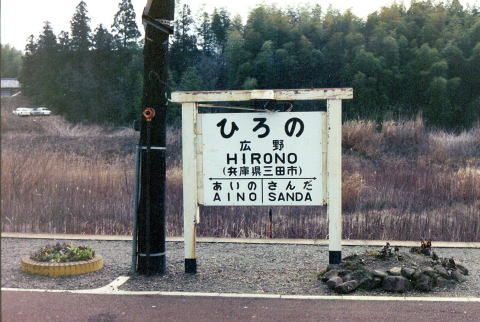 ひろの
広野
HIRONO
(兵庫県三田市)
あいの さんだ
AINO SANDA